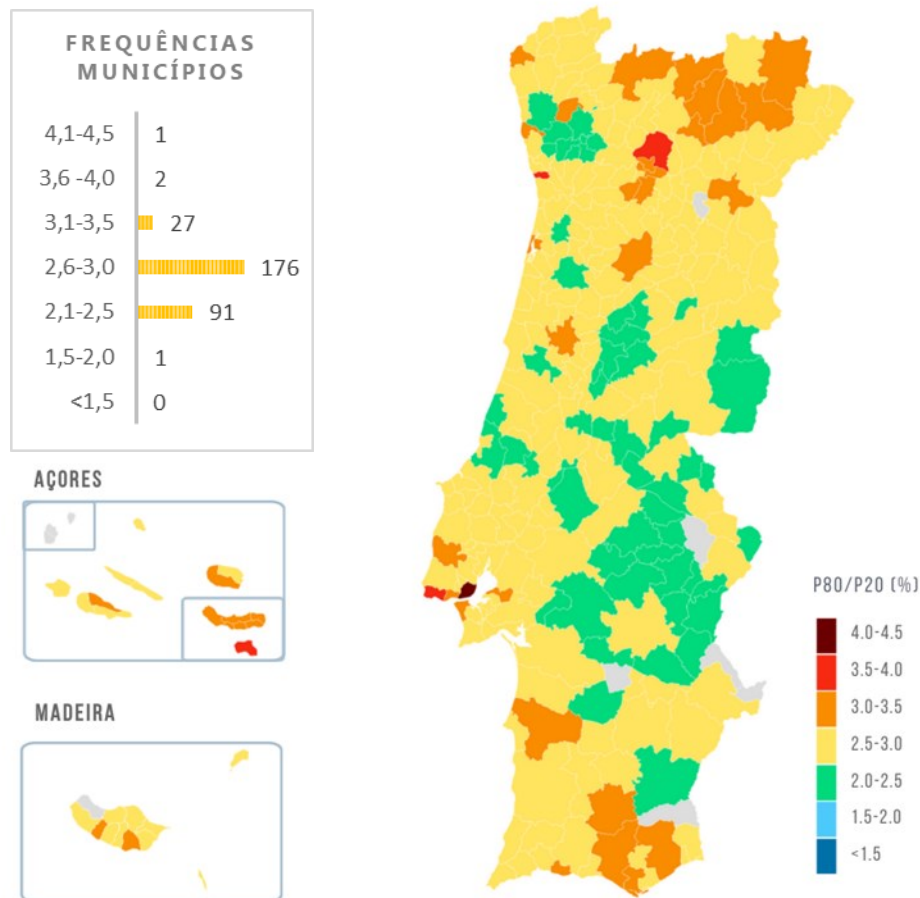 FREQUÊNCIAS
MUNICÍPIOS
4,1-4,5 1
3,6 -4,0 2
3,1-3,5 27
2,6-3,0 176
2,1-2,5 91
1,5-2,0 1
<1,5 0
AÇORES
MADEIRA
P80/P20 (%)
4.0-4.5
3.5-4.0
3.0-3.5
2.5-3.0
2.0-2.5
1.5-2.0
<1.5